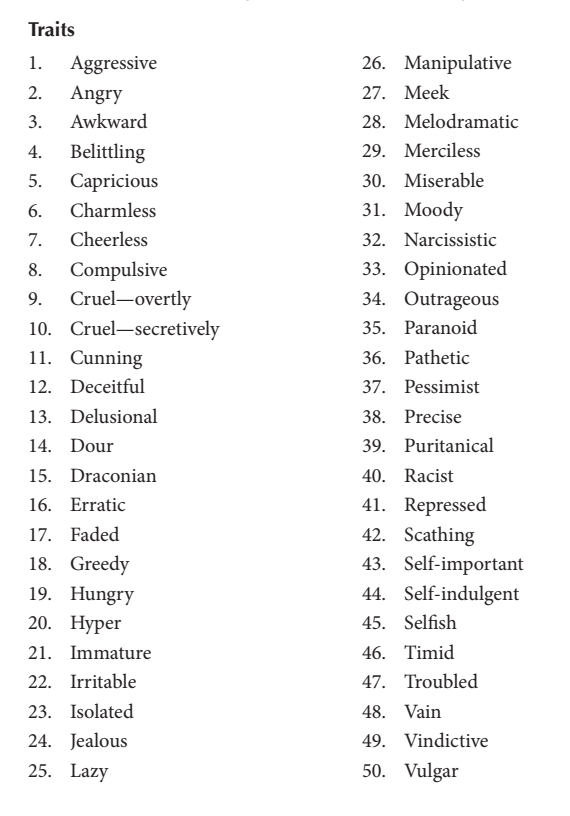 Traits
1. Aggressive
2. Angry
3. Awkward
4. Belittling
5. Capricious
6. Charmless
7. Cheerless
8. Compulsive
9. Cruel—overtly
10. Cruel—secretively
11. Cunning
12. Deceitful
13. Delusional
14. Dour
15. Draconian
16. Erratic
17. Faded
18. Greedy
19. Hungry
20. Hyper
21. Immature
22. Irritable
23. Isolated
24. Jealous
25. Lazy
26. Manipulative
27. Meek
28. Melodramatic
29. Merciless
30. Miserable
31. Moody
32. Narcissistic
33. Opinionated
34. Outrageous
35. Paranoid
36. Pathetic
37. Pessimist
38. Precise
39. Puritanical
40. Racist
41. Repressed
42. Scathing
43. Self-important
44. Self-indulgent
45. Selfish
46. Timid
47. Troubled
48. Vain
49. Vindictive
50. Vulgar